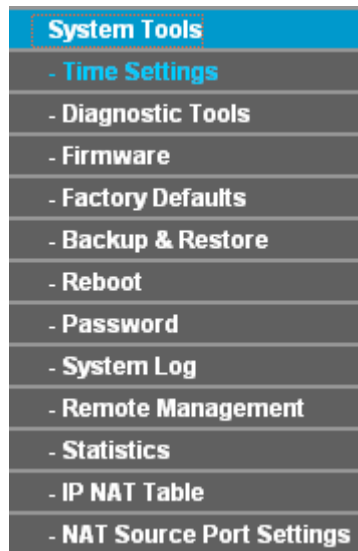 System Tools
- Time Settings
- Diagnostic Tools
- Firmware
- Factory Defaults
- Backup & Restore
- Reboot
- Password
- System Log
- Remote Management
- Statistics
- IP NAT Table
- NAT Source Port Settings